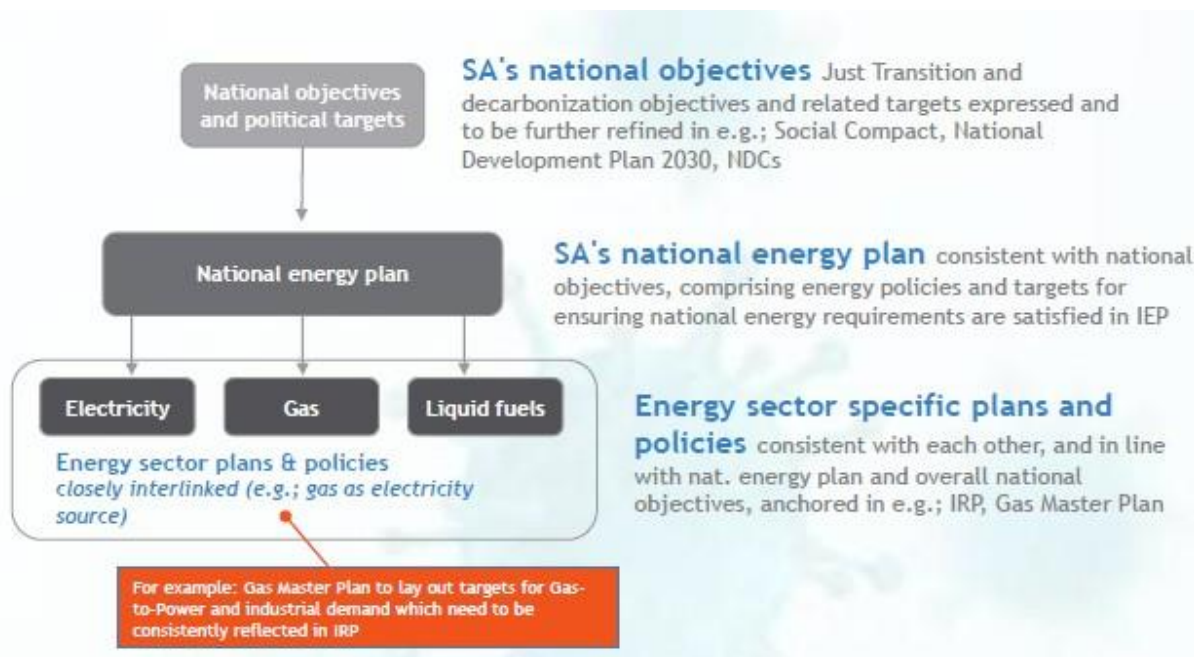 National objectives
and political targets
SA's national objectives Just Transition and
decarbonization objectives and related targets expressed and
to be further refined in e.g.; Social Compact, National
Development Plan 2030, NDCs
National energy plan
SA's national energy plan consistent with national
objectives, comprising energy policies and targets for
ensuring national energy requirements are satisfied in IEP
Electricity
Gas
Liquid fuels
Energy sector plans & policies
closely interlinked (e.g.; gas as electricity
source)
Energy sector specific plans and
policies consistent with each other, and in line
with nat. energy plan and overall national
objectives, anchored in e.g.; IRP, Gas Master Plan
For example: Gas Master Plan to lay out targets for Gas-
to-Power and industrial demand which need to be
consistently reflected in IRP